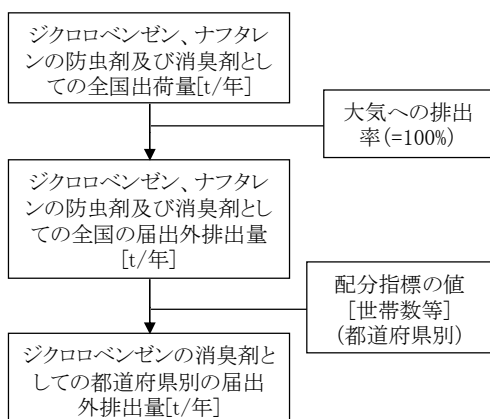 ジクロロベンゼン、ナフタレ
ンの防虫剤及び消臭剤とし
ての全国出荷量[t/年]
大気への排出
率(=100%)
ジクロロベンゼン、ナフタレ
ンの防虫剤及び消臭剤とし
ての全国の届出外排出量
[t/年]
配分指標の値
[世帯数等]
(都道府県別)
ジクロロベンゼンの消臭剤と
しての都道府県別の届出
外排出量[t/年]